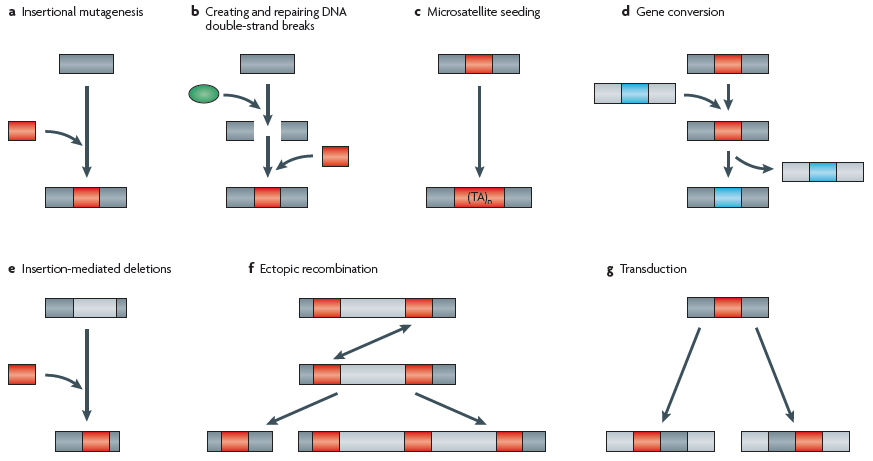 a Insertional mutagenesis
b Creating and repairing DNA
double-strand breaks
c Microsatellite seeding
d Gene conversion
(TA)n
e Insertion-mediated deletions
f Ectopic recombination
g Transduction